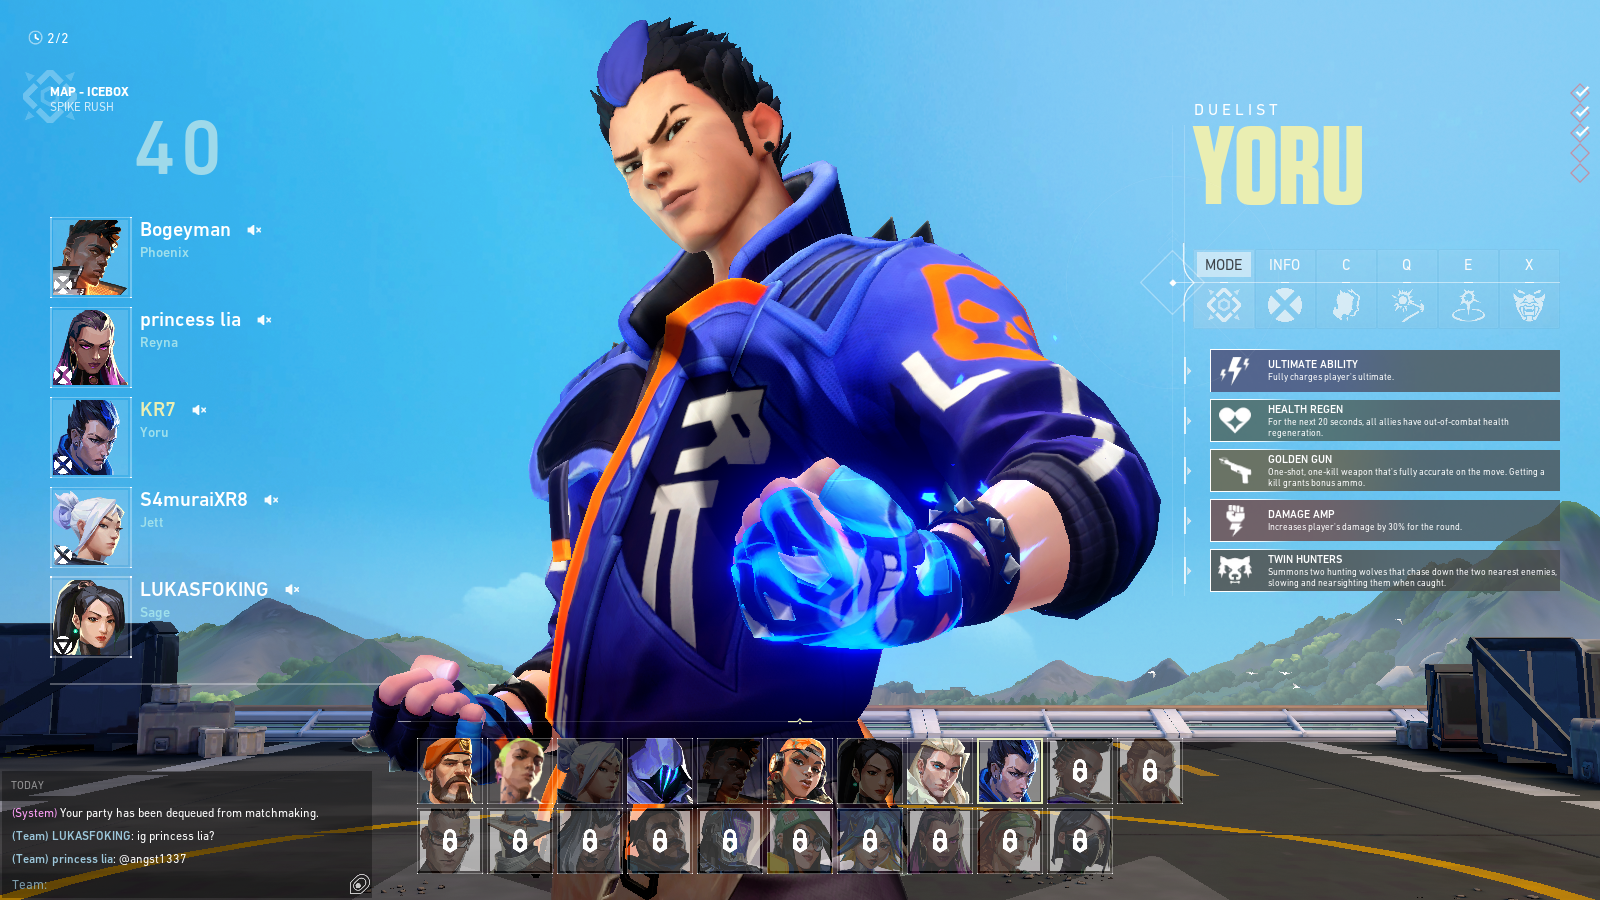 2/2
MAP - ICEBOX
SPIKE RUSH
40
Bogeyman
Phoenix
princess lia
Reyna
KR7
Yoru
S4muraiXR8
Jett
LUKASFOKING
Sage
DUELIST
YORU
MODE INFO C Q E X
ULTIMATE ABILITY
Fully charges player's ultimate.
HEALTH REGEN
For the next 20 seconds, all allies have out-of-combat health
regeneration.
GOLDEN GUN
One-shot, one-kill weapon that's fully accurate on the move. Getting a
kill grants bonus ammo.
DAMAGE AMP
Increases player's damage by 30% for the round.
TWIN HUNTERS
Summons two hunting wolves that chase down the two nearest enemies,
slowing and nearsighting them when caught.
TODAY
(System) Your party has been dequeued from matchmaking.
(Team) LUKASFOKING: ig princess lia?
(Team) princess lia: @angst1337
Team: